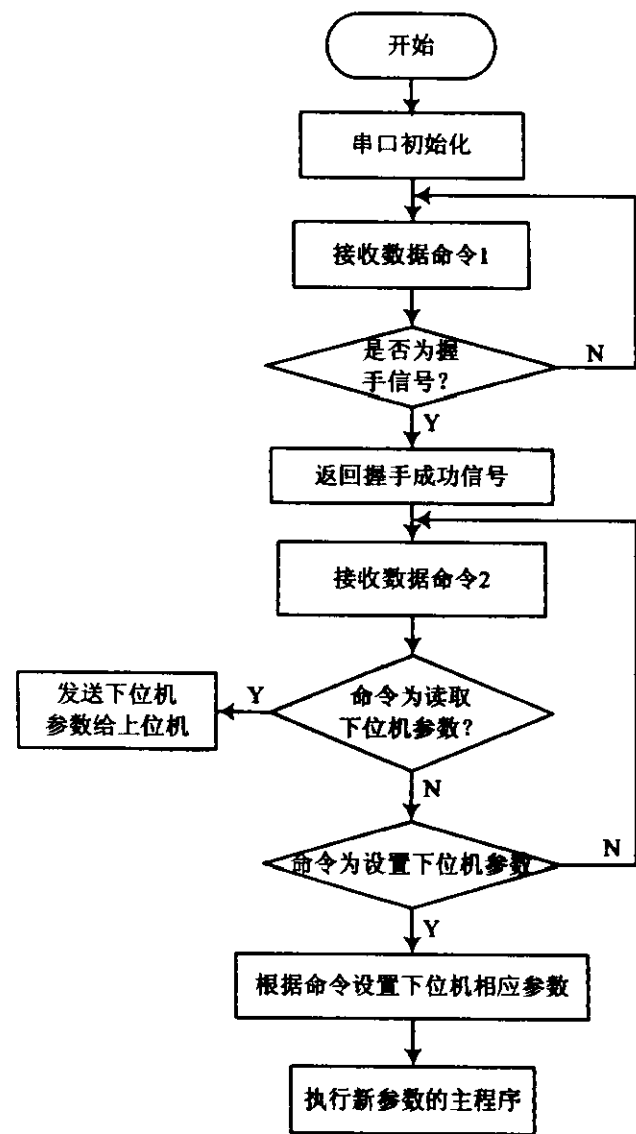 开始
串口初始化
接收数据命令1
是否为握
手信号?
N
Y
返回握手成功信号
接收数据命令2
发送下位机
参数给上位机
Y
命令为读取
下位机参数?
N
命令为设置下位机参数
N
Y
根据命令设置下位机相应参数
执行新参数的主程序